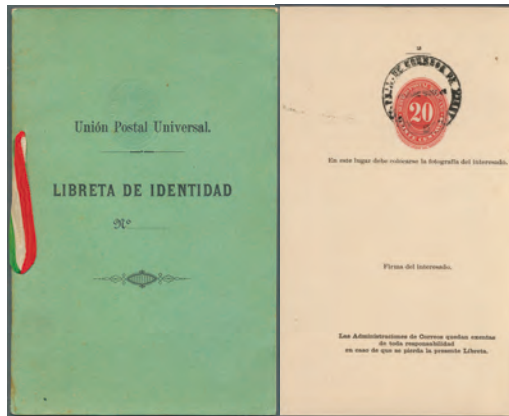 Unión Postal Universal.
LIBRETA DE IDENTIDAD
Nº
20
En este lugar debe colocarse la fotografía del interesado.
Firma del interesado.
Las Administraciones de Correos quedan exentas
de toda responsabilidad
en caso de que se pierda la presente Libreta.